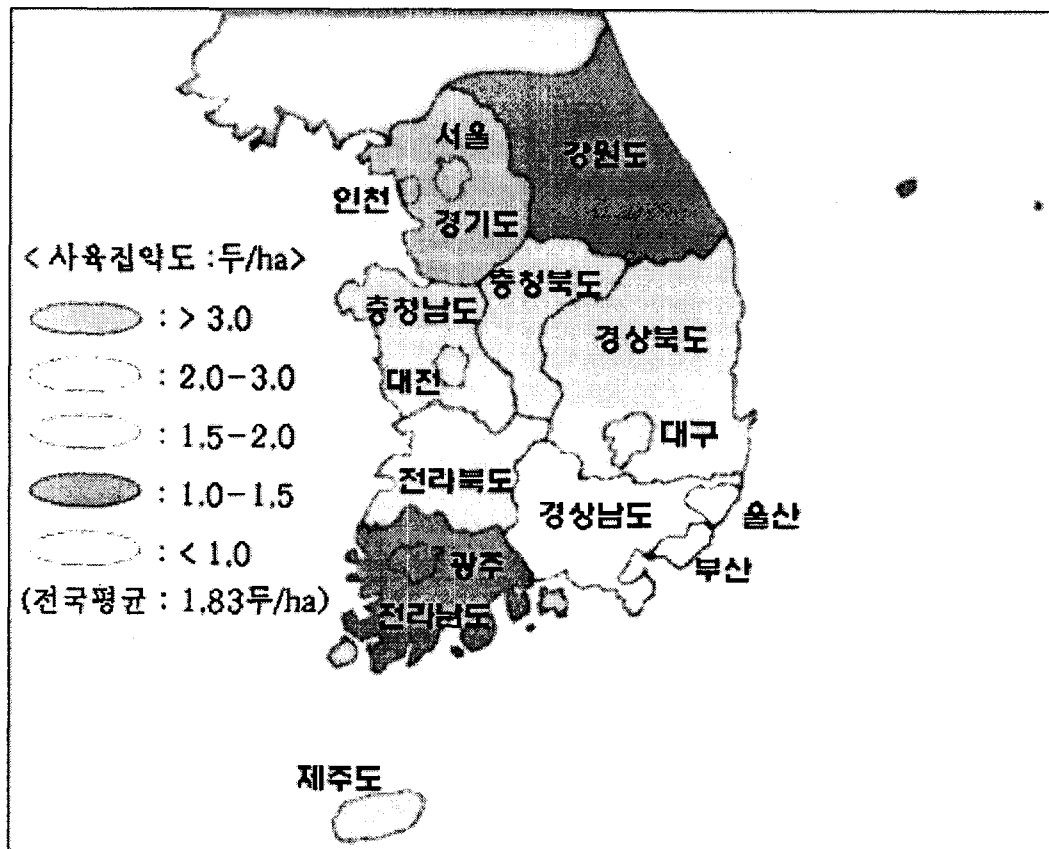 서울
강원도
인천
경기도
< 사육집약도 : 두/ha>
: > 3.0
: 2.0-3.0
: 1.5-2.0
: 1.0-1.5
: < 1.0
(전국평균 : 1.83두/ha)
충청북도
충청남도
경상북도
대전
대구
전라북도
경상남도
울산
부산
광주
전라남도
제주도